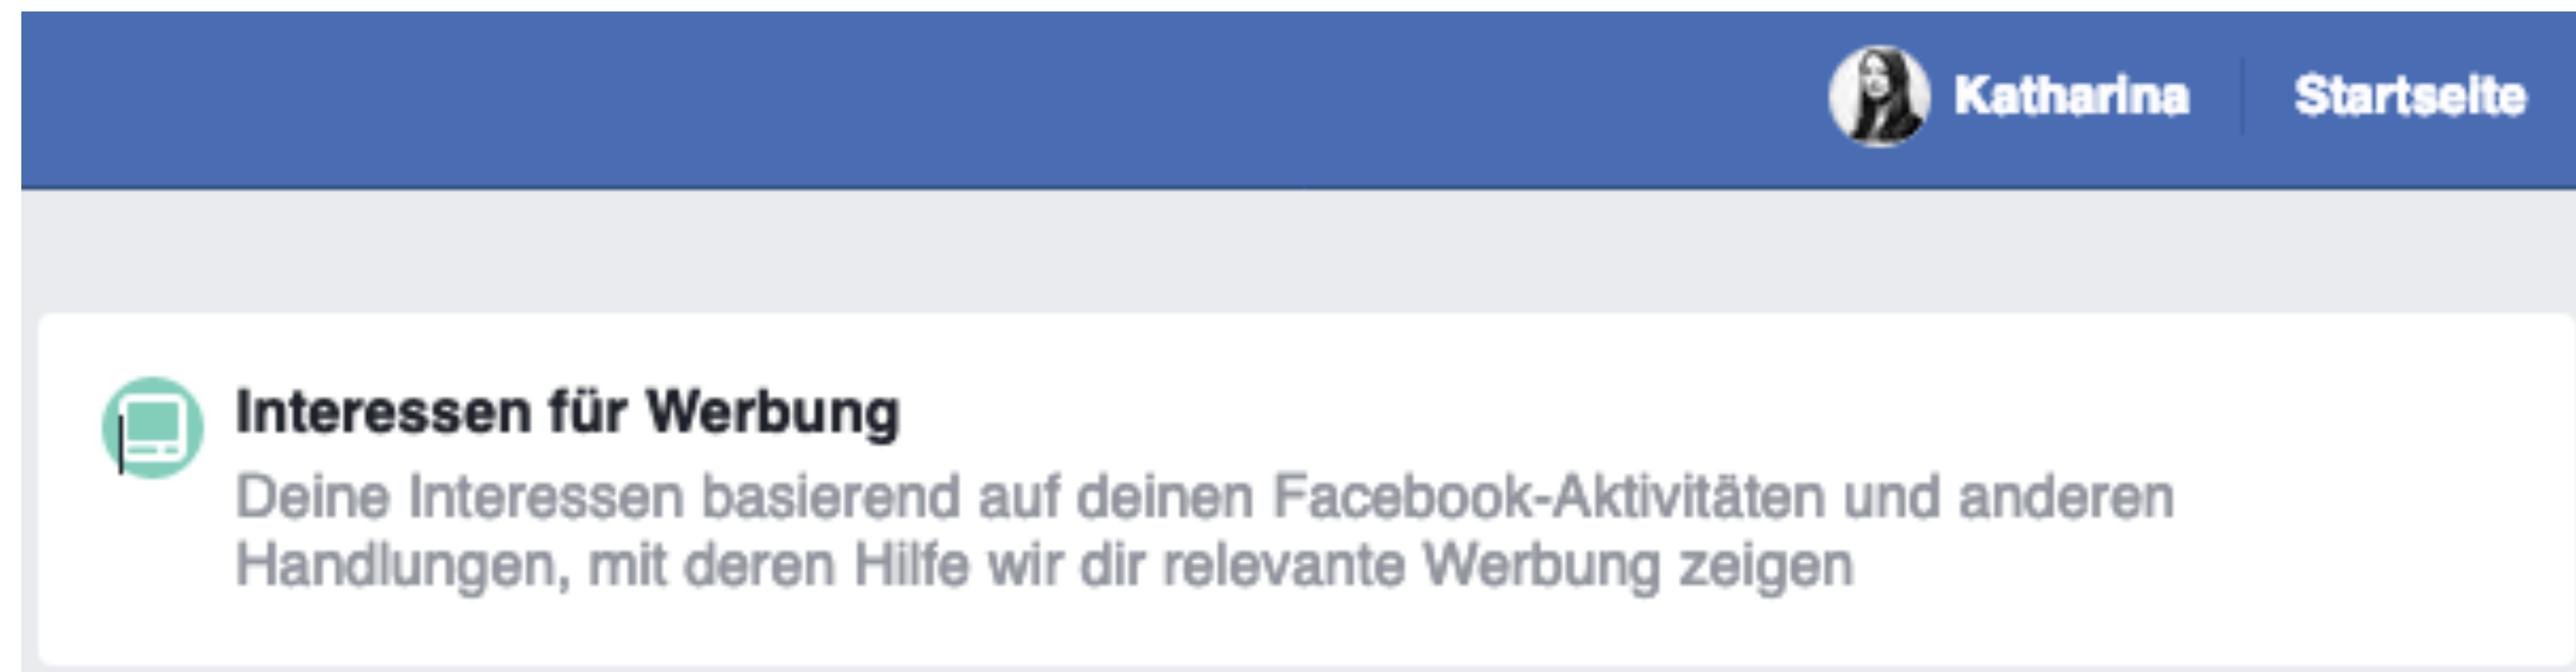 Katharina Startseite
Interessen für Werbung
Deine Interessen basierend auf deinen Facebook-Aktivitäten und anderen
Handlungen, mit deren Hilfe wir dir relevante Werbung zeigen